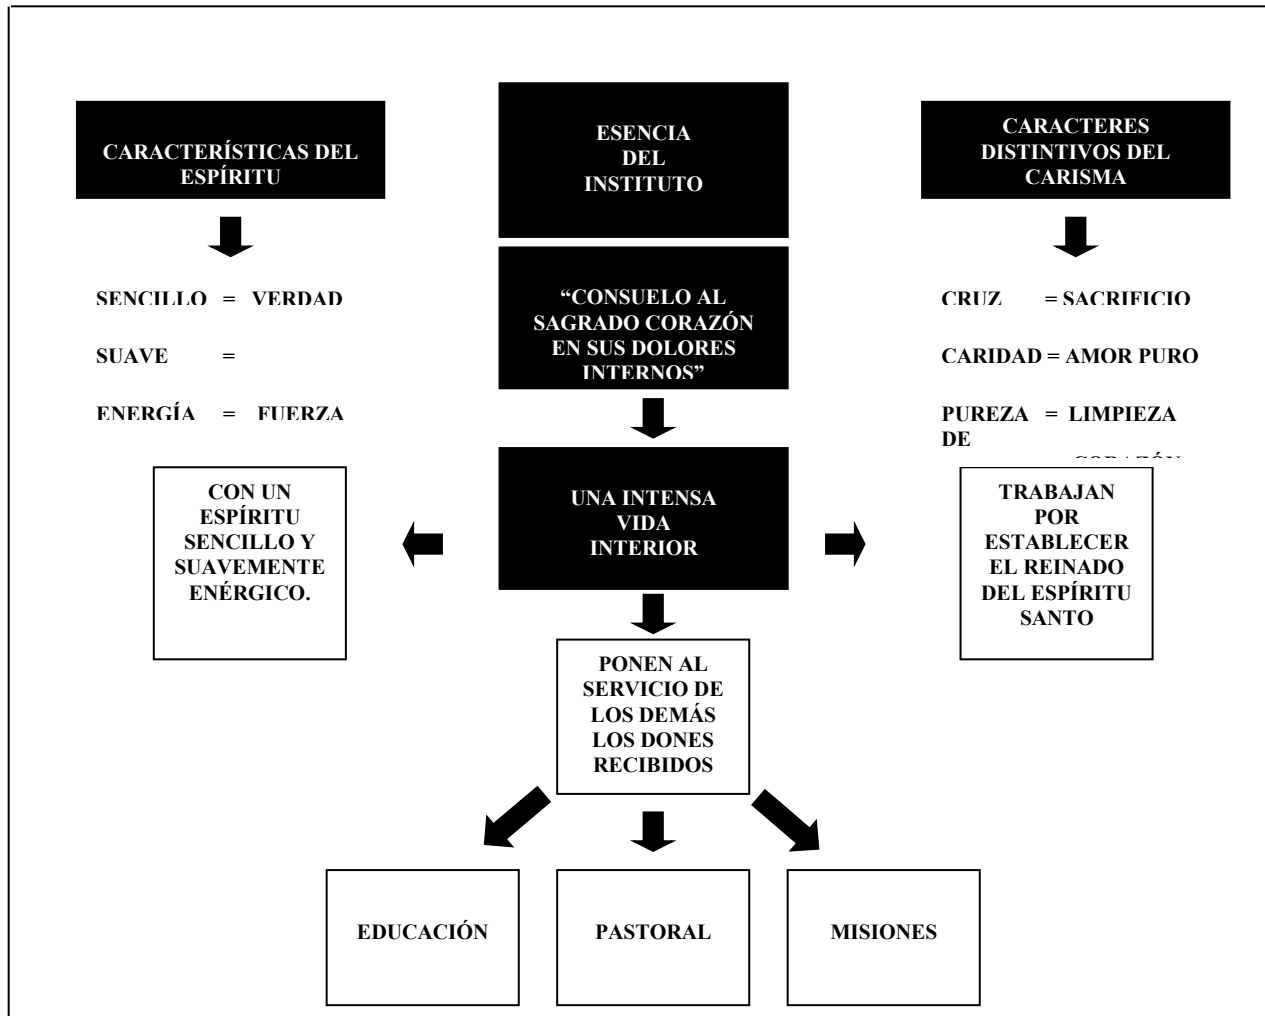 CARACTERÍSTICAS DEL
ESPÍRITU
SENCILLO = VERDAD
SUAVE =
ENERGÍA = FUERZA
CON UN
ESPÍRITU
SENCILLO Y
SUAVEMENTE
ENÉRGICO.
ESENCIA
DEL
INSTITUTO
“CONSUELO AL
SAGRADO CORAZÓN
EN SUS DOLORES
INTERNOS”
UNA INTENSA
VIDA
INTERIOR
PONEN AL
SERVICIO DE
LOS DEMÁS
LOS DONES
RECIBIDOS
CARACTERES
DISTINTIVOS DEL
CARISMA
CRUZ = SACRIFICIO
CARIDAD = AMOR PURO
PUREZA = LIMPIEZA
DE
CORAZÓN
TRABAJAN
POR
ESTABLECER
EL REINADO
DEL ESPÍRITU
SANTO
EDUCACIÓN
PASTORAL
MISIONES